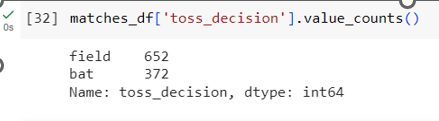 [32] matches_df['toss_decision'].value_counts()
0s
field    652
bat      372
Name: toss_decision, dtype: int64